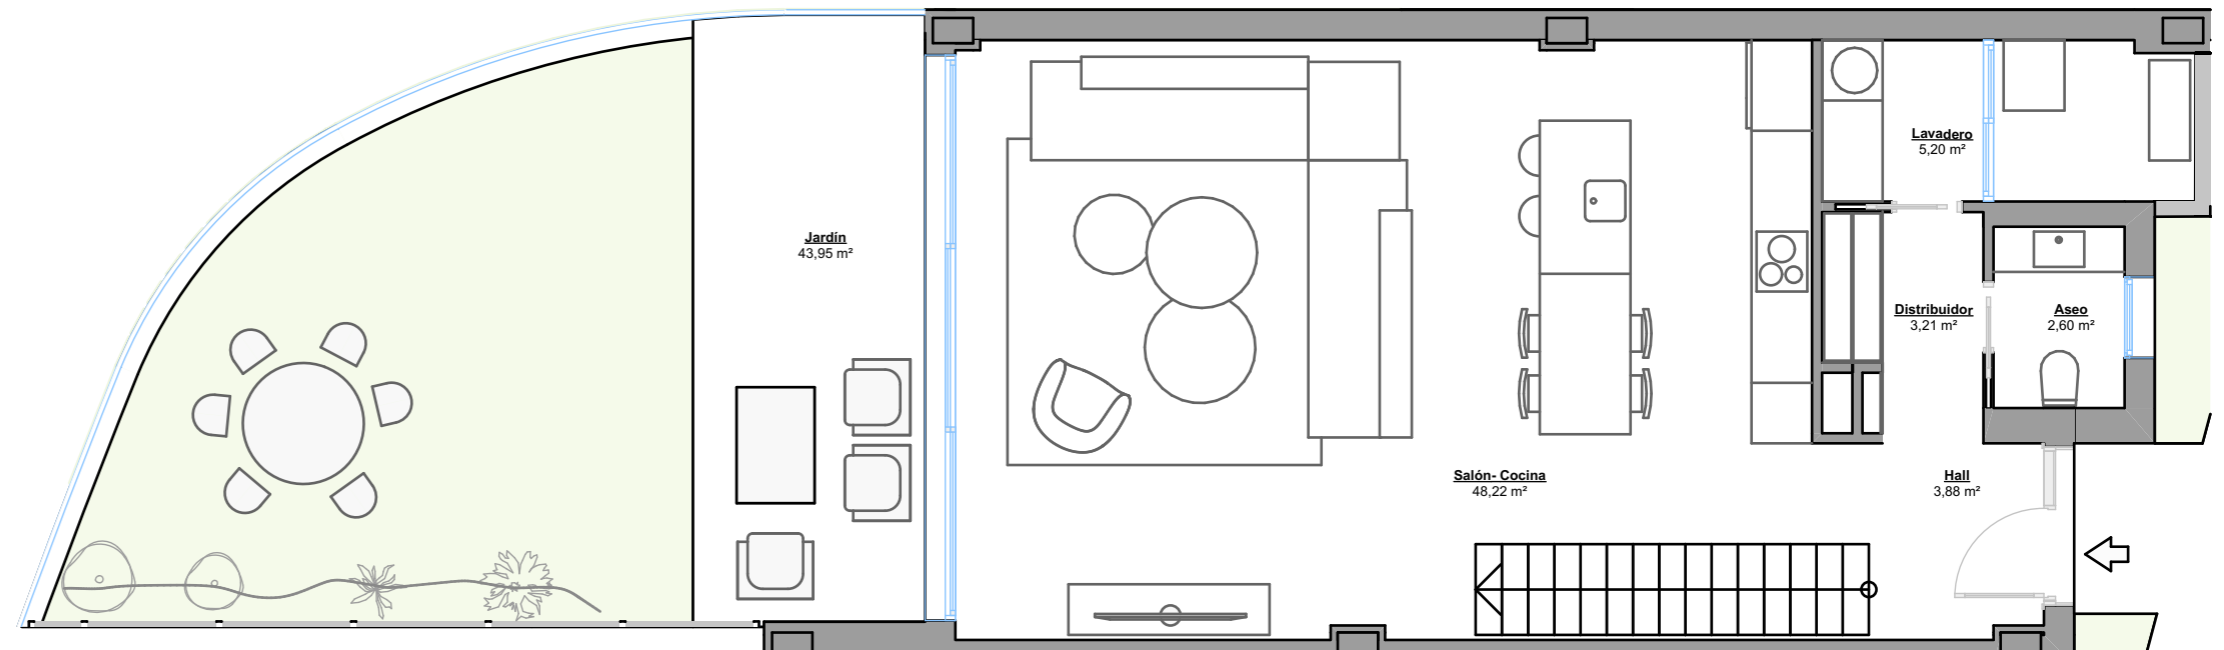 Lavadero
5,20 m²
Jardín
43,95 m²
Distribuidor
3,21 m²
Aseo
2,60 m²
Salón- Cocina
48,22 m²
Hall
3,88 m²